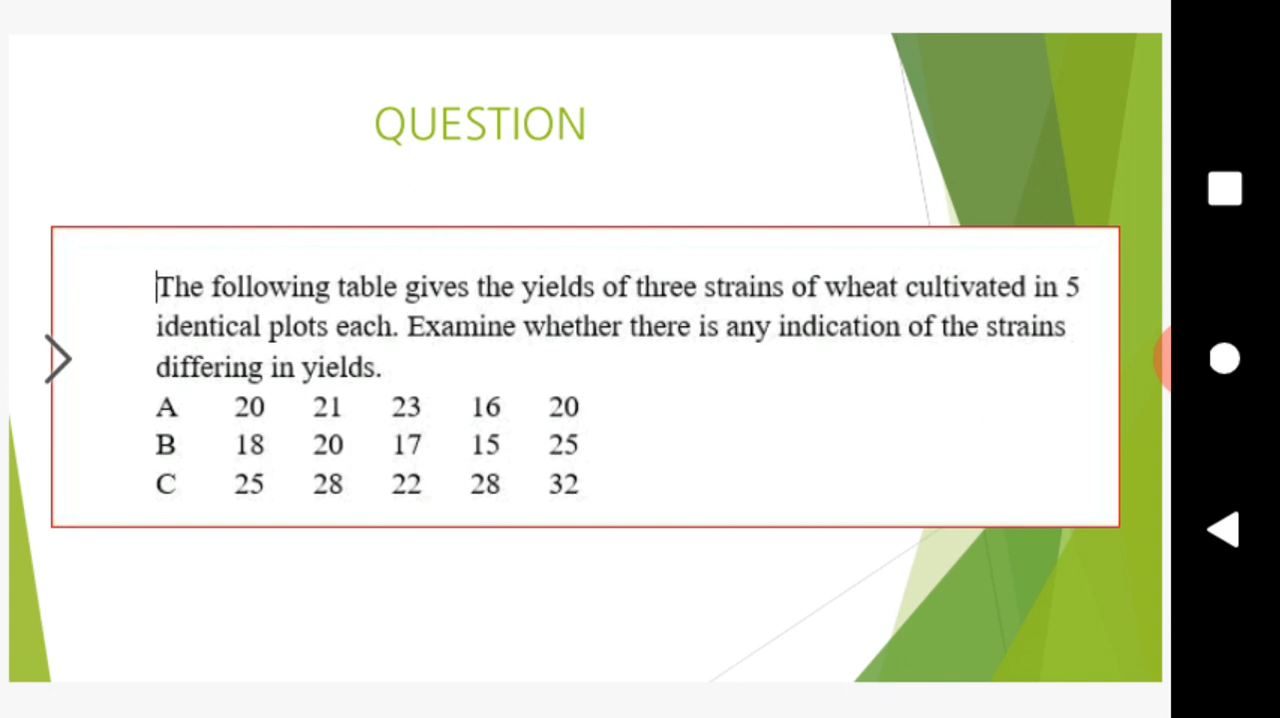 QUESTION
The following table gives the yields of three strains of wheat cultivated in 5
identical plots each. Examine whether there is any indication of the strains
differing in yields.
A 20 21 23 16 20
B 18 20 17 15 25
C 25 28 22 28 32